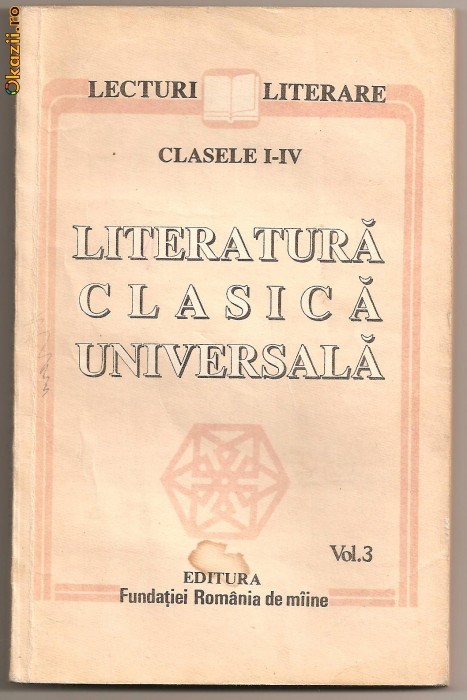 Okazii.ro
LECTURI LITERARE
CLASELE I-IV
LITERATURĂ
CLASICĂ
UNIVERSALĂ
Vol.3
EDITURA
Fundației România de mîine